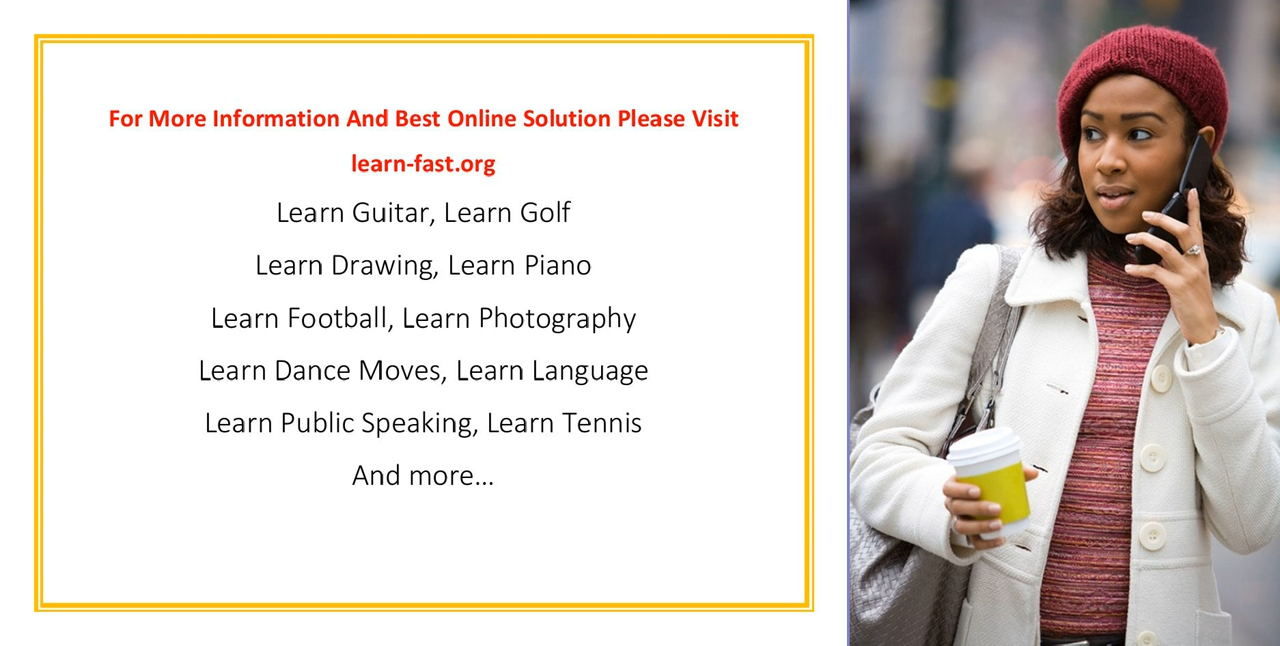 For More Information And Best Online Solution Please Visit
learn-fast.org
Learn Guitar, Learn Golf
Learn Drawing, Learn Piano
Learn Football, Learn Photography
Learn Dance Moves, Learn Language
Learn Public Speaking, Learn Tennis
And more...